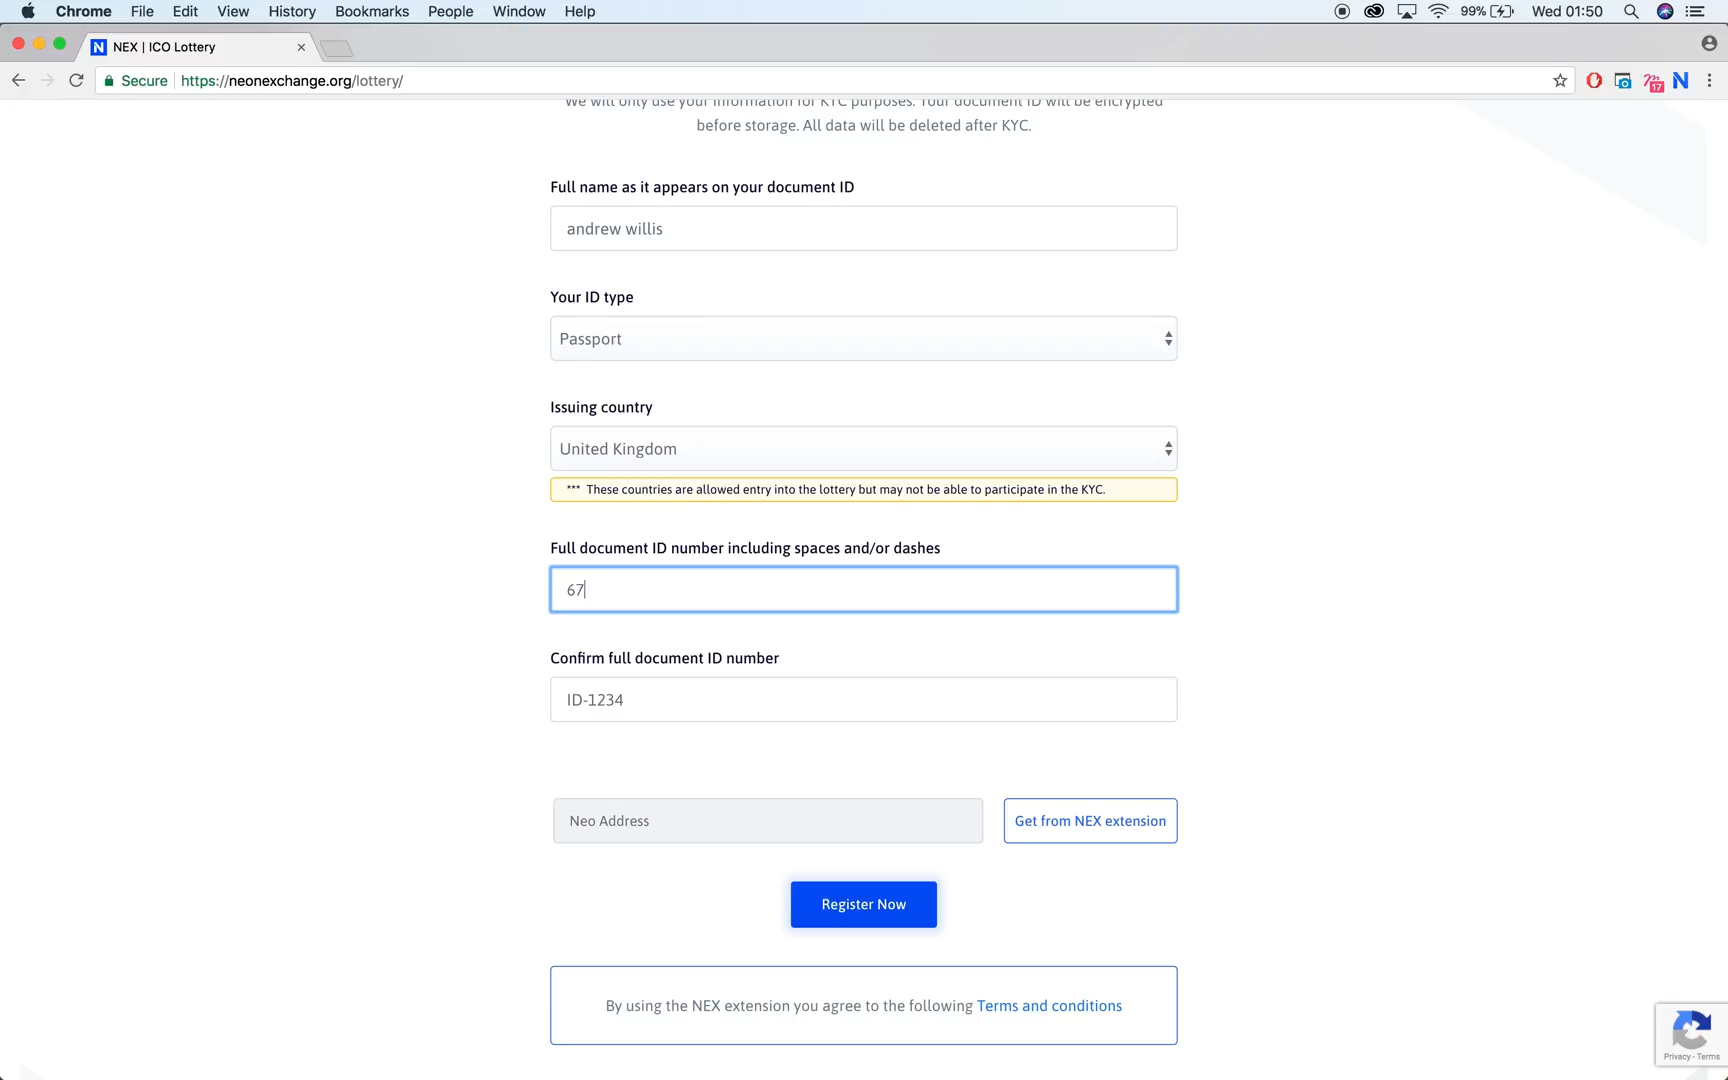 Chrome File Edit View History Bookmarks People Window Help 99% Wed 01:50
NEX | ICO Lottery
Secure https://neonexchange.org/lottery/ 17
We will only use your information for KYC purposes. Your document ID will be encrypted
before storage. All data will be deleted after KYC.
Full name as it appears on your document ID
andrew willis
Your ID type
Passport
Issuing country
United Kingdom
*** These countries are allowed entry into the lottery but may not be able to participate in the KYC.
Full document ID number including spaces and/or dashes
67
Confirm full document ID number
ID-1234
Neo Address
Get from NEX extension
Register Now
By using the NEX extension you agree to the following Terms and conditions
Privacy - Terms